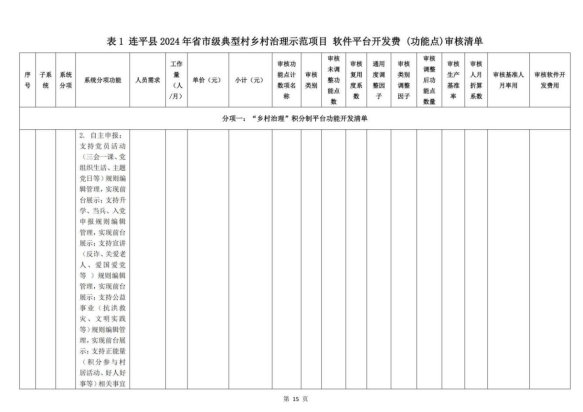 表 1 连平县 2024 年省市级典型村乡村治理示范项目 软件平台开发费 (功能点)审核清单
序号
子系统
系统分项
系统分项功能
人员需求
工作量（人/月）
单价（元）
小计（元）
审核功能点计数项名称
审核类别
审核未调整功能点数
审核复用度系数
通用度调整因子
审核类别调整因子
审核调整后功能点数量
审核生产基准率
审核人月折算系数
审核基准人月率用
审核软件开发费用
分项一：“乡村治理”积分制平台功能开发清单
2. 自主申报：
支持党员活动
（三会一课、党
组织生活、主题
党日等）规则编
辑管理，实现前
台展示；支持升
学、当兵、入党
申报规则编辑
管理，实现前台
展示；支持宣讲
（反诈、关爱老
人、爱国爱党
等）规则编辑
管理，实现前台
展示；支持公益
事业（抗洪救
灾、文明实践
等）规则编辑管
理，实现前台展
示；支持正能量
（积分参与村
居活动、好人好
事等）相关事宜
第 15 页